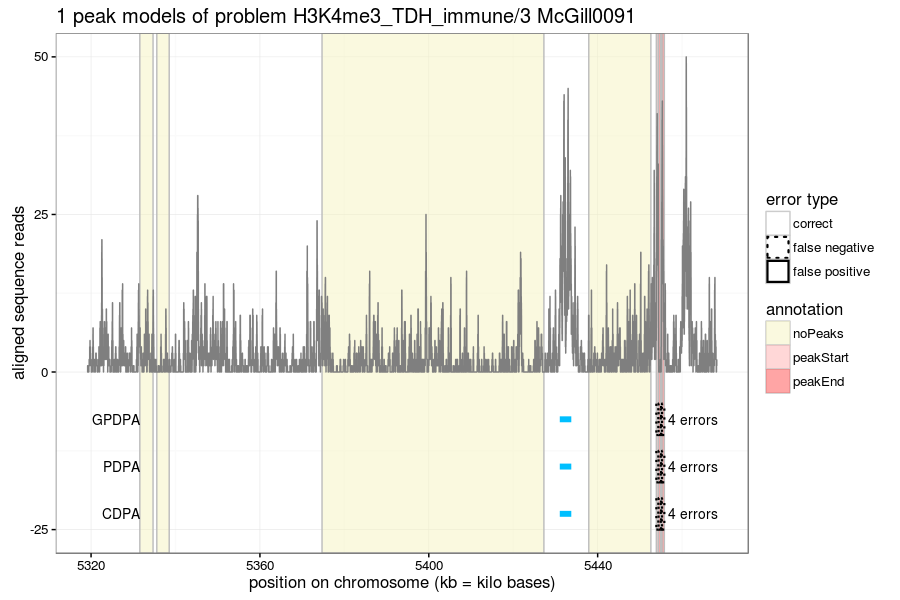 1 peak models of problem H3K4me3_TDH_immune/3 McGill0091
50
25
0
-25
aligned sequence reads
GPDPA
4 errors
PDPA
4 errors
CDPA
4 errors
5320
5360
5400
5440
position on chromosome (kb = kilo bases)
error type
correct
false negative
false positive
annotation
noPeaks
peakStart
peakEnd